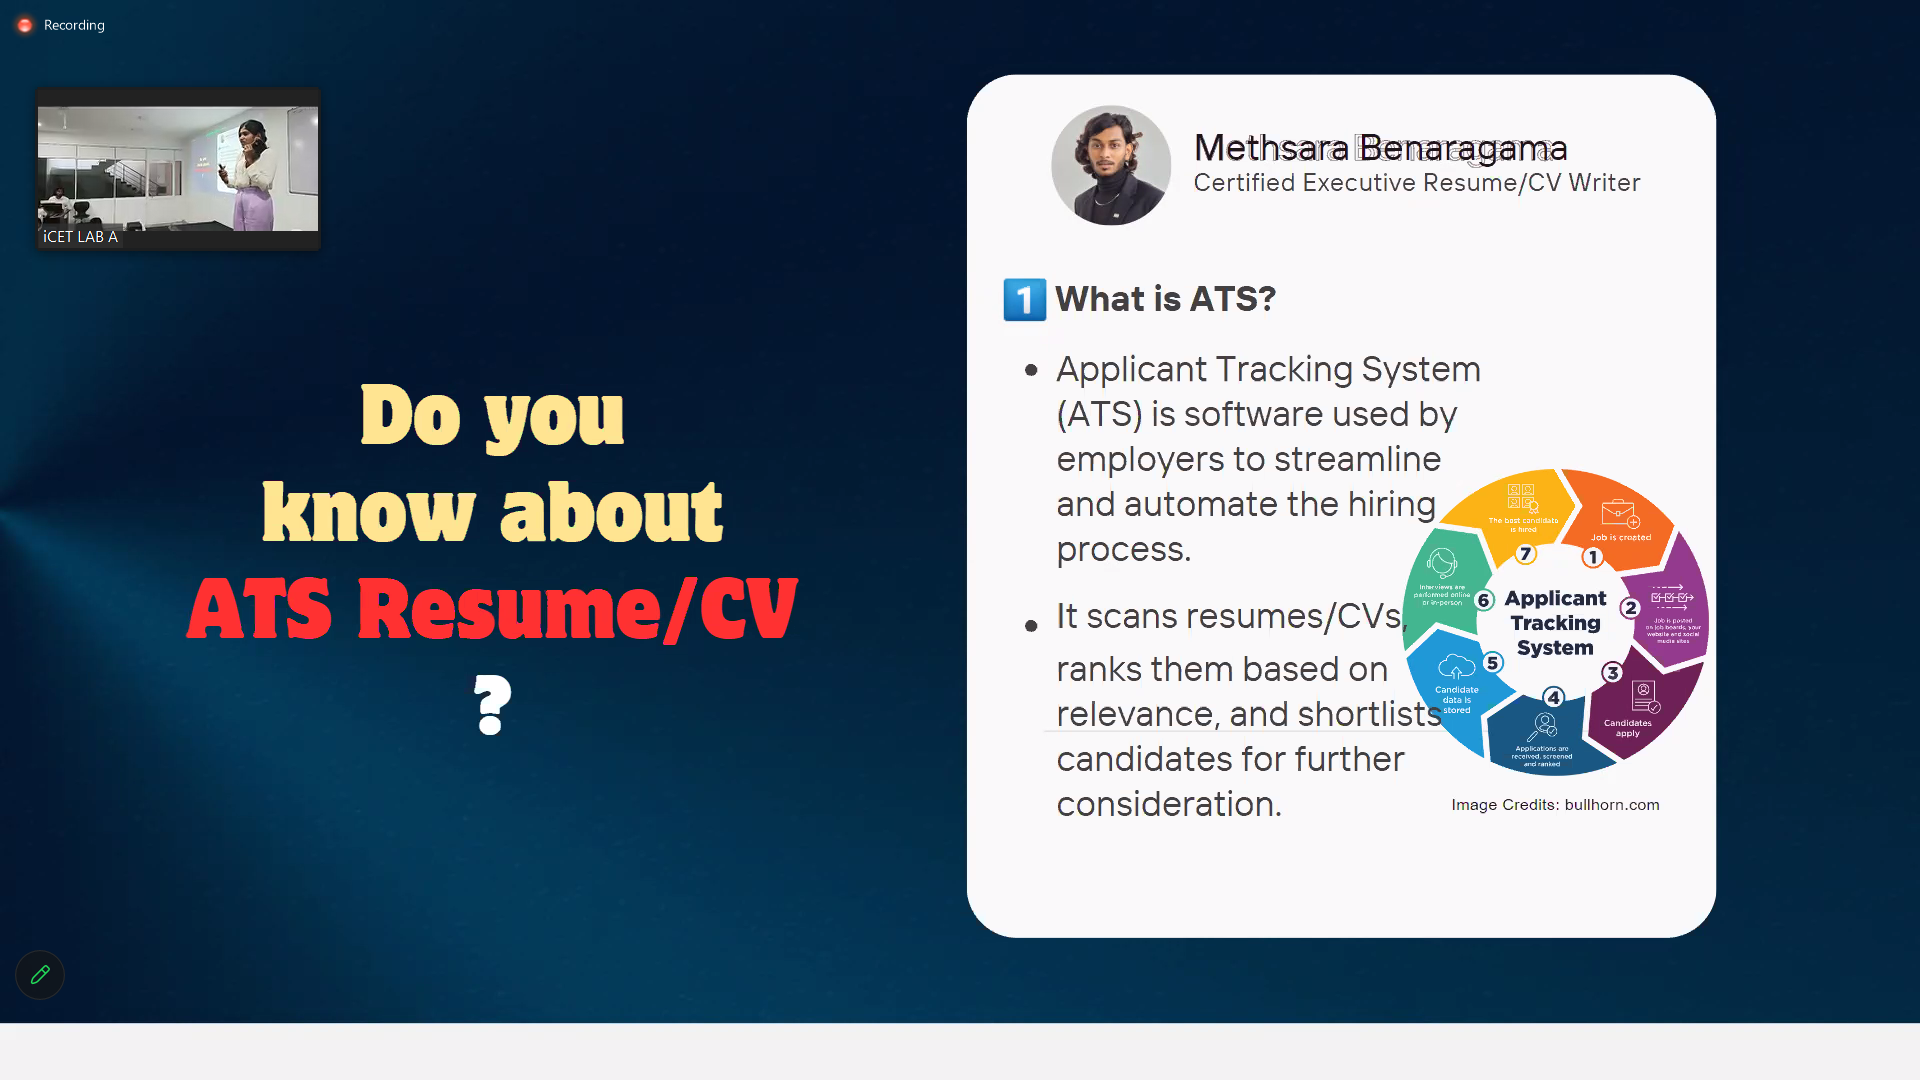 Recording
iCET LAB A
Do you
know about
ATS Resume/CV
?
Methsara Benaragama
Certified Executive Resume/CV Writer
1 What is ATS?
• Applicant Tracking System
(ATS) is software used by
employers to streamline
and automate the hiring
process.
• It scans resumes/CVs,
ranks them based on
relevance, and shortlists
candidates for further
consideration.
Applicant
Tracking
System
1
Job is created
2
Job is posted
on job boards, your
website and social
media sites
3
Candidates
apply
4
Applications are
received, screened
and ranked
5
Candidate
data is
stored
6
Interviews are
performed online
or in-person
7
The best candidate
is hired
Image Credits: bullhorn.com